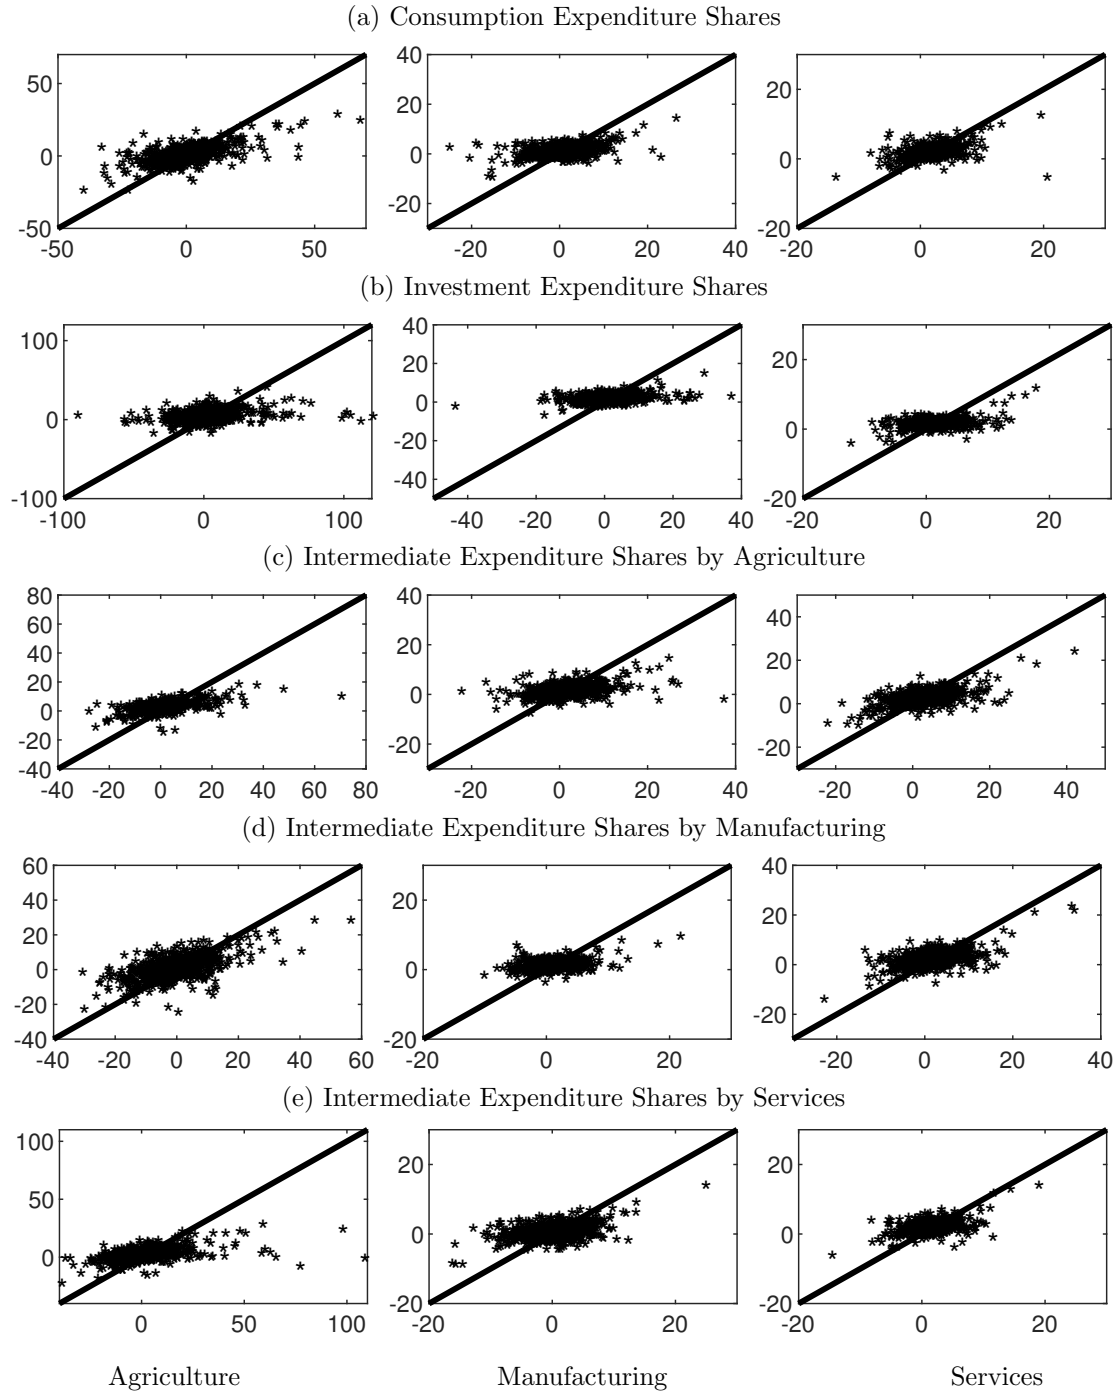 (a) Consumption Expenditure Shares
50
0
-50
-50 0 50
40
20
0
-20
-20 0 20 40
20
0
-20
-20 0 20
(b) Investment Expenditure Shares
100
0
-100
-100 0 100
40
20
0
-20
-40
-40 -20 0 20 40
20
0
-20
-20 0 20
(c) Intermediate Expenditure Shares by Agriculture
80
60
40
20
0
-20
-40
-40 -20 0 20 40 60 80
40
20
0
-20
-20 0 20 40
40
20
0
-20
-20 0 20 40
(d) Intermediate Expenditure Shares by Manufacturing
60
40
20
0
-20
-40
-40 -20 0 20 40 60
20
0
-20
-20 0 20
40
20
0
-20
-20 0 20 40
(e) Intermediate Expenditure Shares by Services
100
50
0
0 50 100
20
0
-20
-20 0 20
20
0
-20
-20 0 20
Agriculture Manufacturing Services